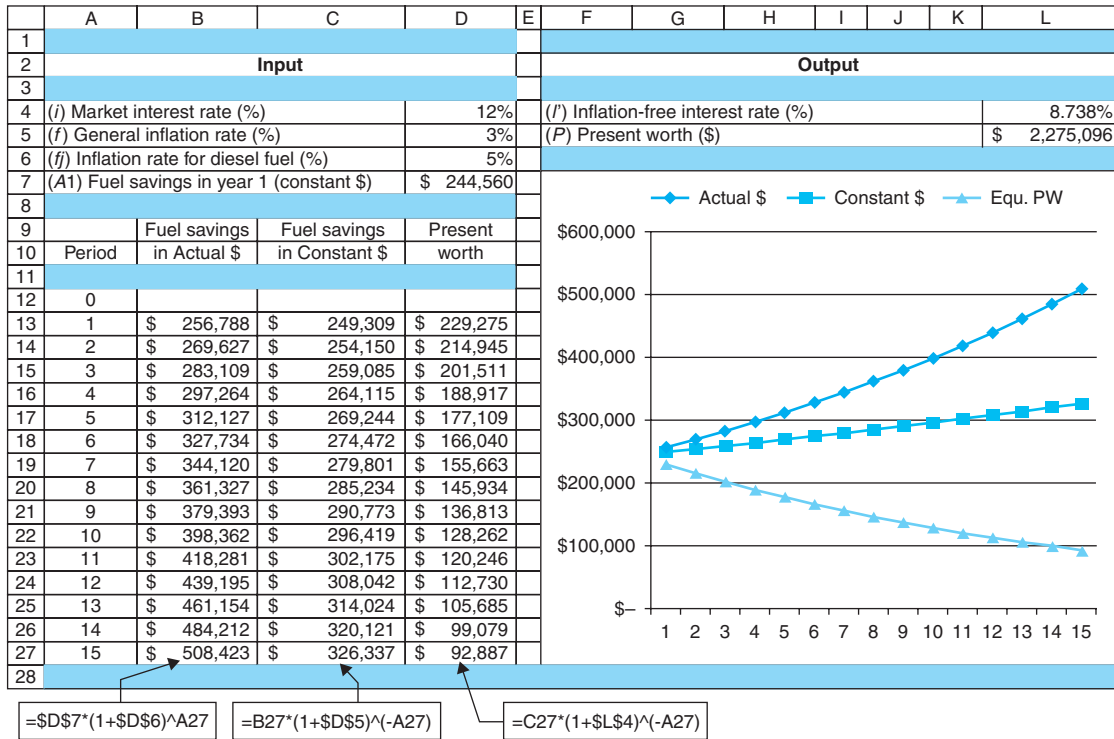 A B C D E F G H I J K L
1
2 Input Output
3
4 (i) Market interest rate (%) 12% (I') Inflation-free interest rate (%) 8.738%
5 (f) General inflation rate (%) 3% (P) Present worth ($) $ 2,275,096
6 (fj) Inflation rate for diesel fuel (%) 5%
7 (A1) Fuel savings in year 1 (constant $) $ 244,560
8
9 Fuel savings Fuel savings Present
10 Period in Actual $ in Constant $ worth
11
12 0
13 1 $ 256,788 $ 249,309 $ 229,275
14 2 $ 269,627 $ 254,150 $ 214,945
15 3 $ 283,109 $ 259,085 $ 201,511
16 4 $ 297,264 $ 264,115 $ 188,917
17 5 $ 312,127 $ 269,244 $ 177,109
18 6 $ 327,734 $ 274,472 $ 166,040
19 7 $ 344,120 $ 279,801 $ 155,663
20 8 $ 361,327 $ 285,234 $ 145,934
21 9 $ 379,393 $ 290,773 $ 136,813
22 10 $ 398,362 $ 296,419 $ 128,262
23 11 $ 418,281 $ 302,175 $ 120,246
24 12 $ 439,195 $ 308,042 $ 112,730
25 13 $ 461,154 $ 314,024 $ 105,685
26 14 $ 484,212 $ 320,121 $ 99,079
27 15 $ 508,423 $ 326,337 $ 92,887
28
Actual $ Constant $ Equ. PW
$600,000
$500,000
$400,000
$300,000
$200,000
$100,000
$–
1 2 3 4 5 6 7 8 9 10 11 12 13 14 15
=$D$7*(1+$D$6)^A27 =B27*(1+$D$5)^(-A27) =C27*(1+$L$4)^(-A27)